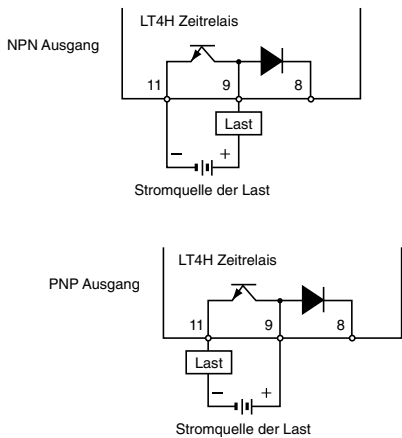 LT4H Zeitrelais
NPN Ausgang
11 9 8
Last
− +
Stromquelle der Last
LT4H Zeitrelais
PNP Ausgang
11 9 8
Last
− +
Stromquelle der Last